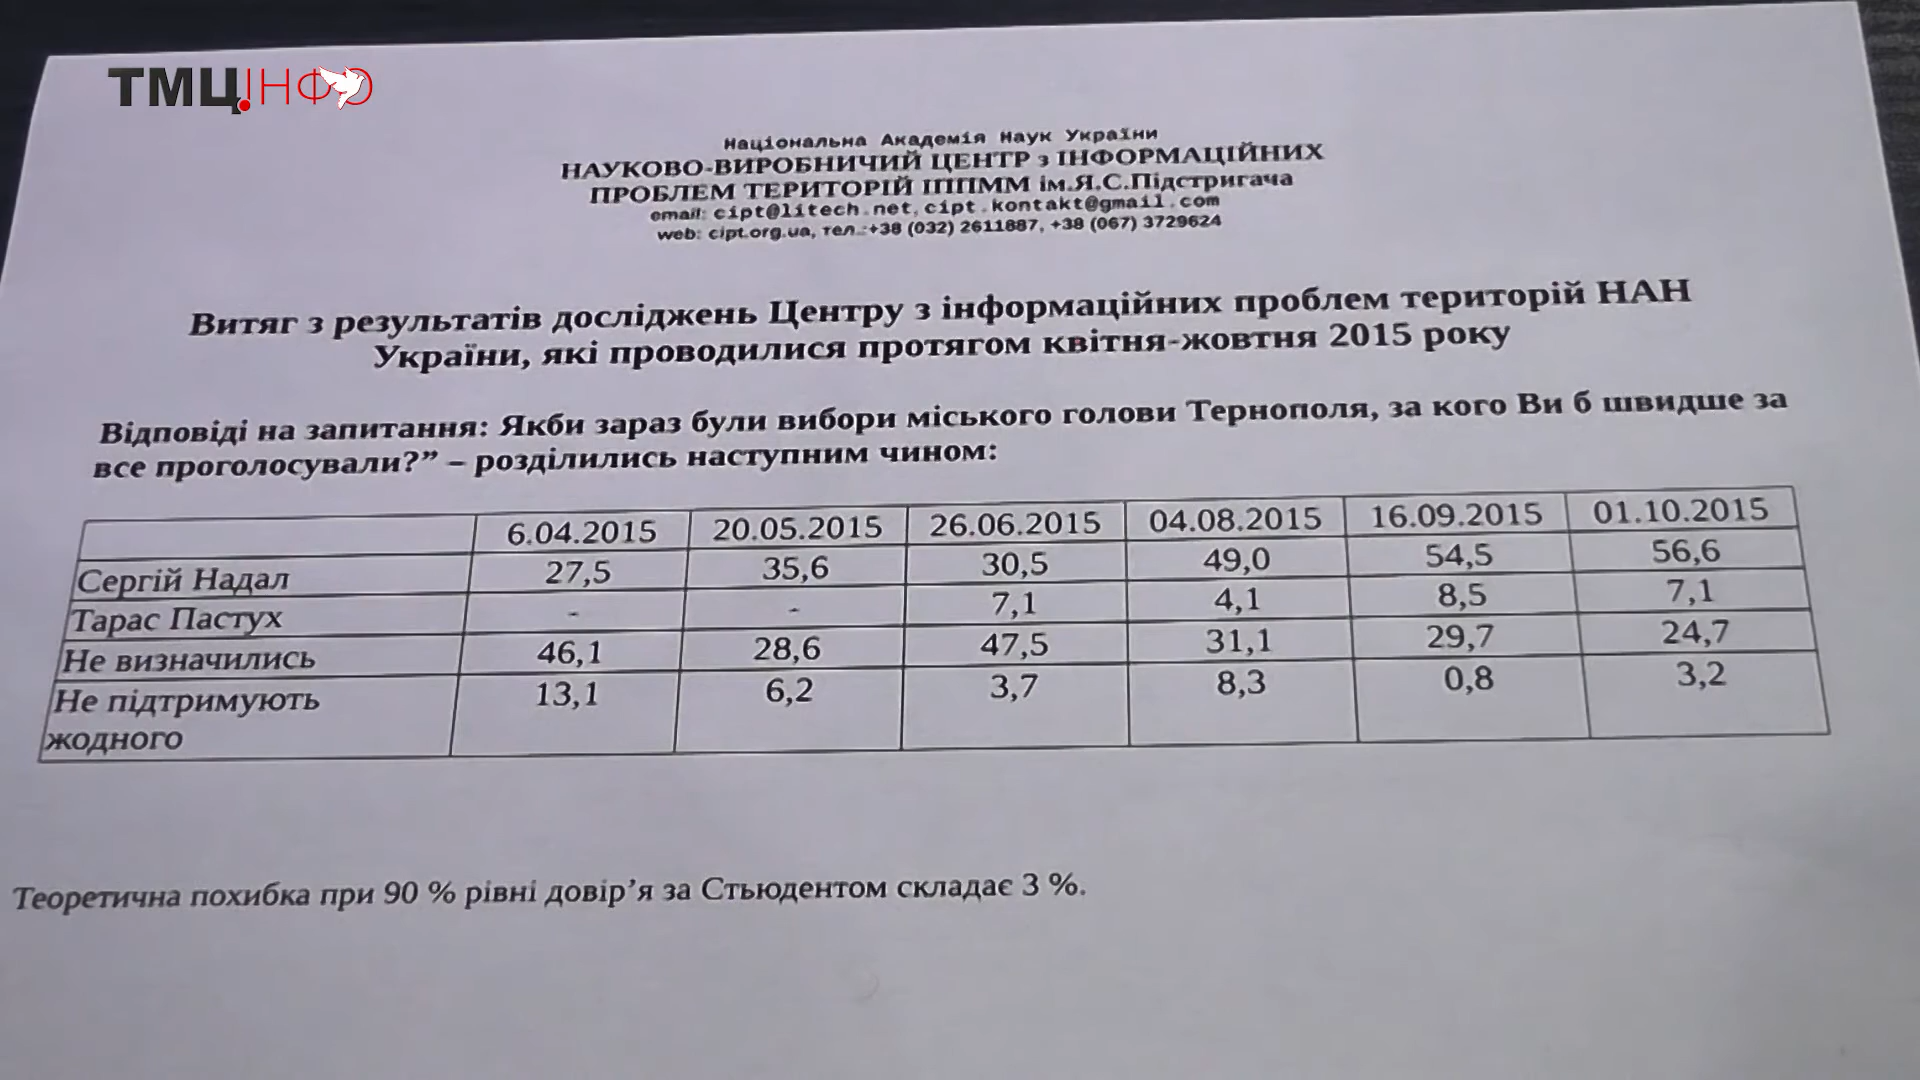 ТМЦ.ІНФО
Національна Академія Наук України
НАУКОВО-ВИРОБНИЧИЙ ЦЕНТР з ІНФОРМАЦІЙНИХ
ПРОБЛЕМ ТЕРИТОРІЙ ІППММ ім.Я.С.Підстригача
email: cipt@litech.net, cipt.kontakt@gmail.com
web: cipt.org.ua, тел.:+38 (032) 2611887, +38 (067) 3729624
Витяг з результатів досліджень Центру з інформаційних проблем територій НАН
України, які проводилися протягом квітня-жовтня 2015 року
Відповіді на запитання: Якби зараз були вибори міського голови Тернополя, за кого Ви б швидше за
все проголосували?” – розділились наступним чином:
6.04.2015 20.05.2015 26.06.2015 04.08.2015 16.09.2015 01.10.2015
Сергій Надал 27,5 35,6 30,5 49,0 54,5 56,6
Тарас Пастух - - 7,1 4,1 8,5 7,1
Не визначились 46,1 28,6 47,5 31,1 29,7 24,7
Не підтримують 13,1 6,2 3,7 8,3 0,8 3,2
жодного
Теоретична похибка при 90 % рівні довір’я за Стьюдентом складає 3 %.